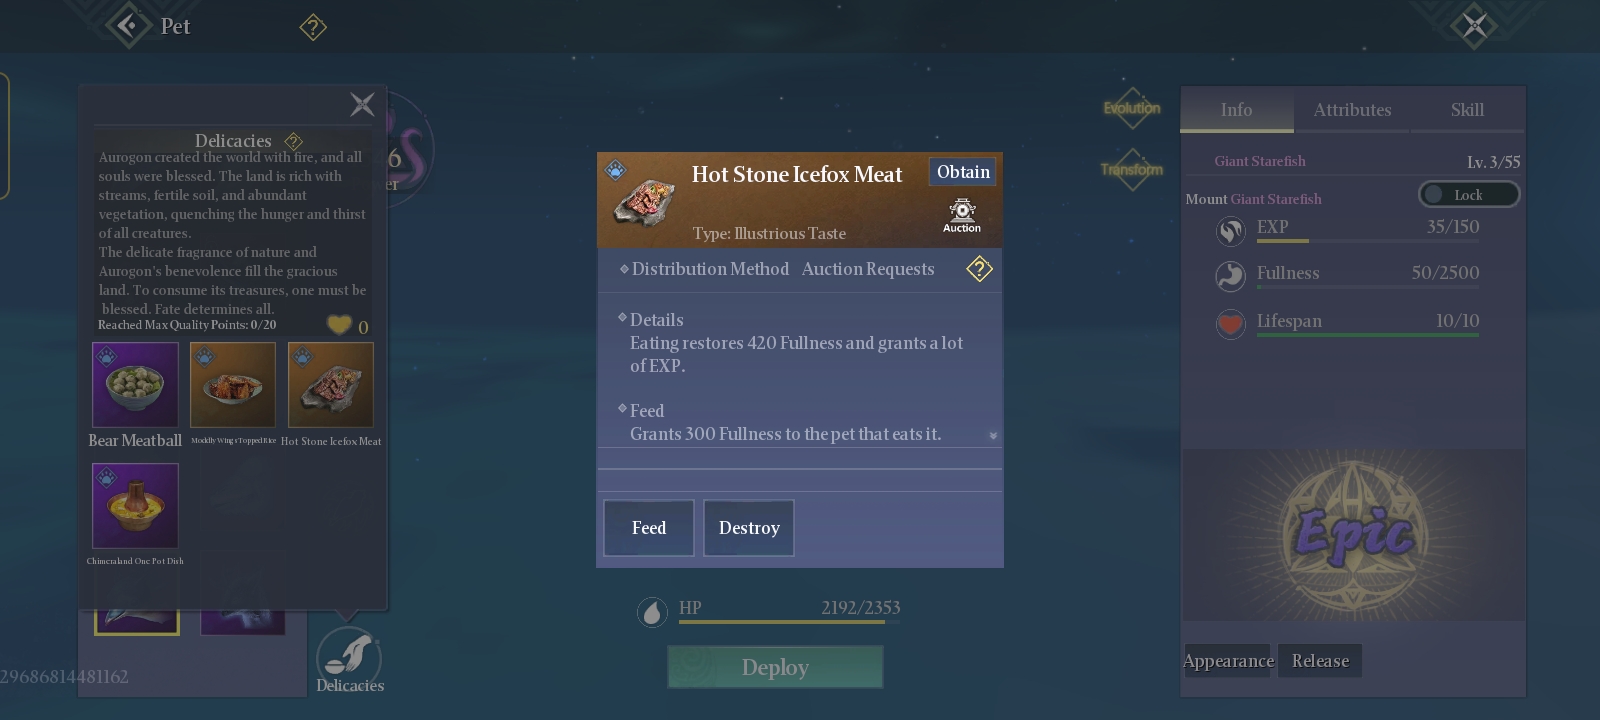 Pet
?
Delicacies ?
Aurogon created the world with fire, and all
souls were blessed. The land is rich with
streams, fertile soil, and abundant
vegetation, quenching the hunger and thirst
of all creatures.
The delicate fragrance of nature and
Aurogon's benevolence fill the gracious
land. To consume its treasures, one must be
blessed. Fate determines all.
Reached Max Quality Points: 0/20
0
Bear Meatball
Hot Stone Icefox Meat
Chimeraland One Pot Dish
29686814481162
Delicacies
Hot Stone Icefox Meat
Obtain
Type: Illustrious Taste
Auction
Distribution Method Auction Requests
?
Details
Eating restores 420 Fullness and grants a lot
of EXP.
Feed
Grants 300 Fullness to the pet that eats it.
Feed
Destroy
HP 2192/2353
Deploy
Evolution
Transform
Info
Attributes
Skill
Giant Starefish
Lv. 3/55
Mount Giant Starefish
Lock
EXP 35/150
Fullness 50/2500
Lifespan 10/10
Epic
Appearance
Release